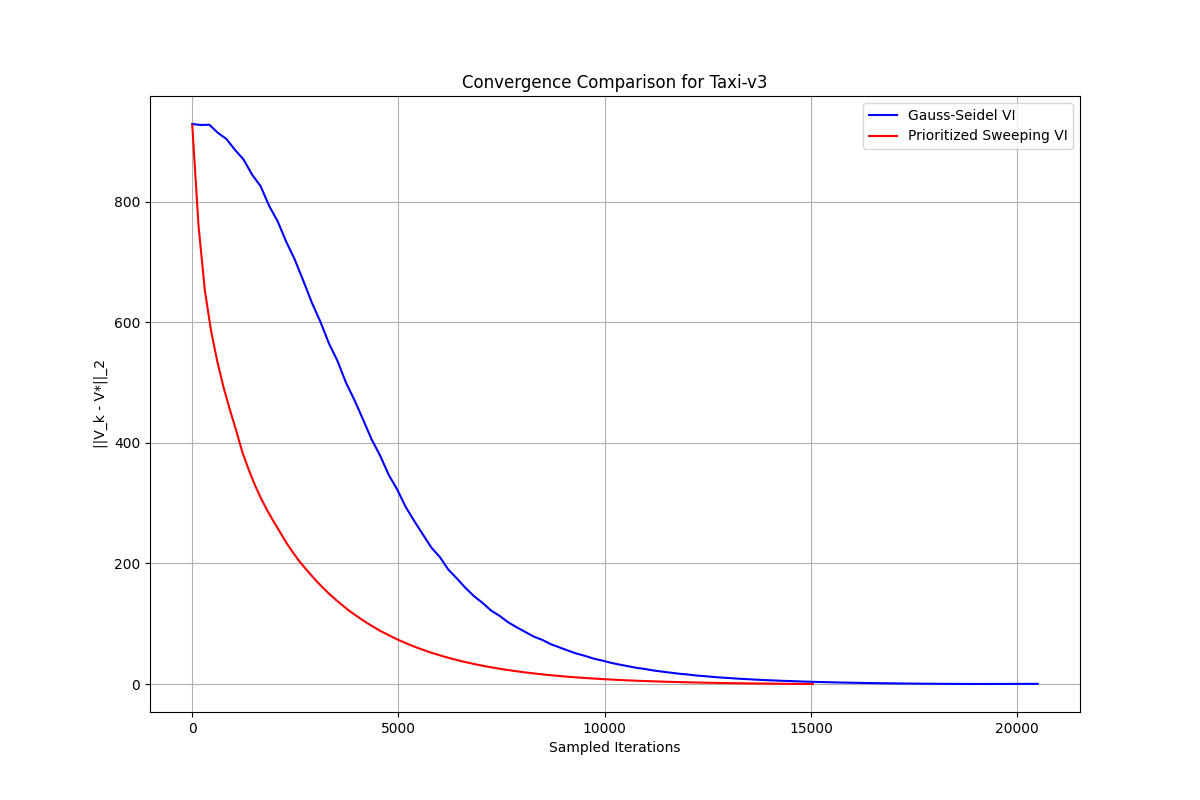 Convergence Comparison for Taxi-v3
Gauss-Seidel VI
Prioritized Sweeping VI
||V_k - V*||_2
800
600
400
200
0
0 5000 10000 15000 20000
Sampled Iterations